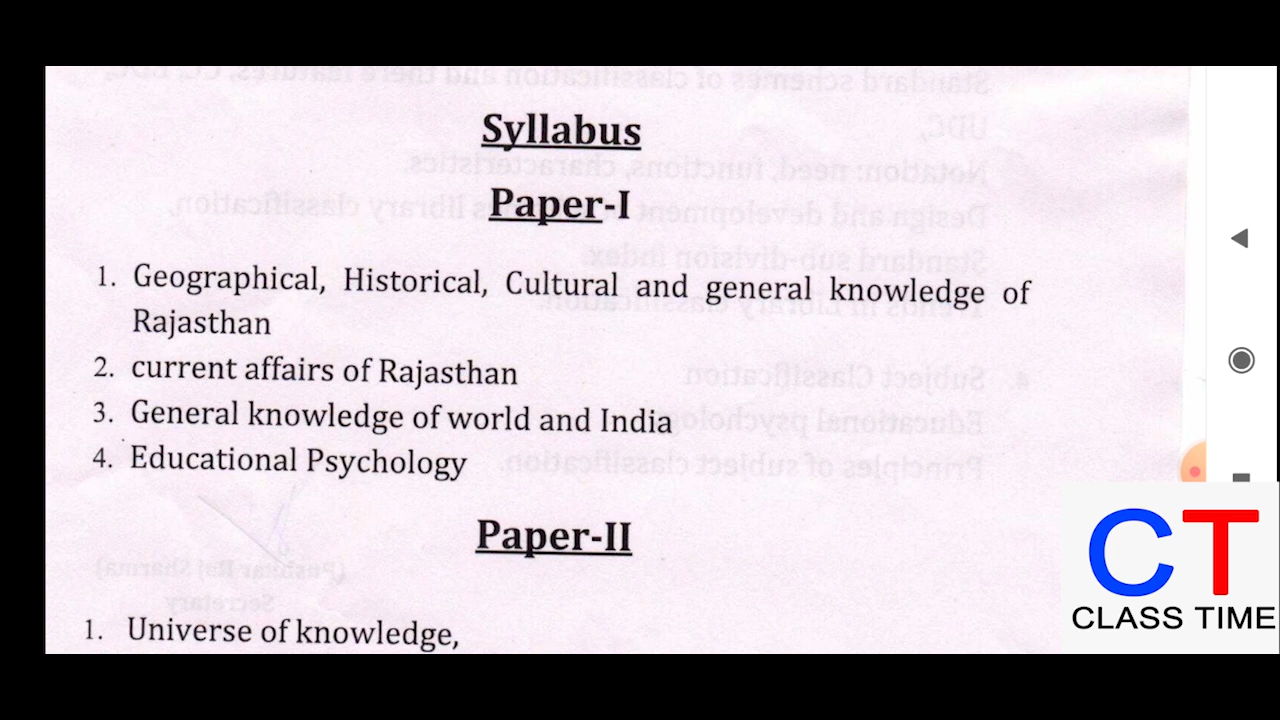 Syllabus
Paper-I
1. Geographical, Historical, Cultural and general knowledge of
Rajasthan
2. current affairs of Rajasthan
3. General knowledge of world and India
4. Educational Psychology
Paper-II
1. Universe of knowledge,
CT
CLASS TIME